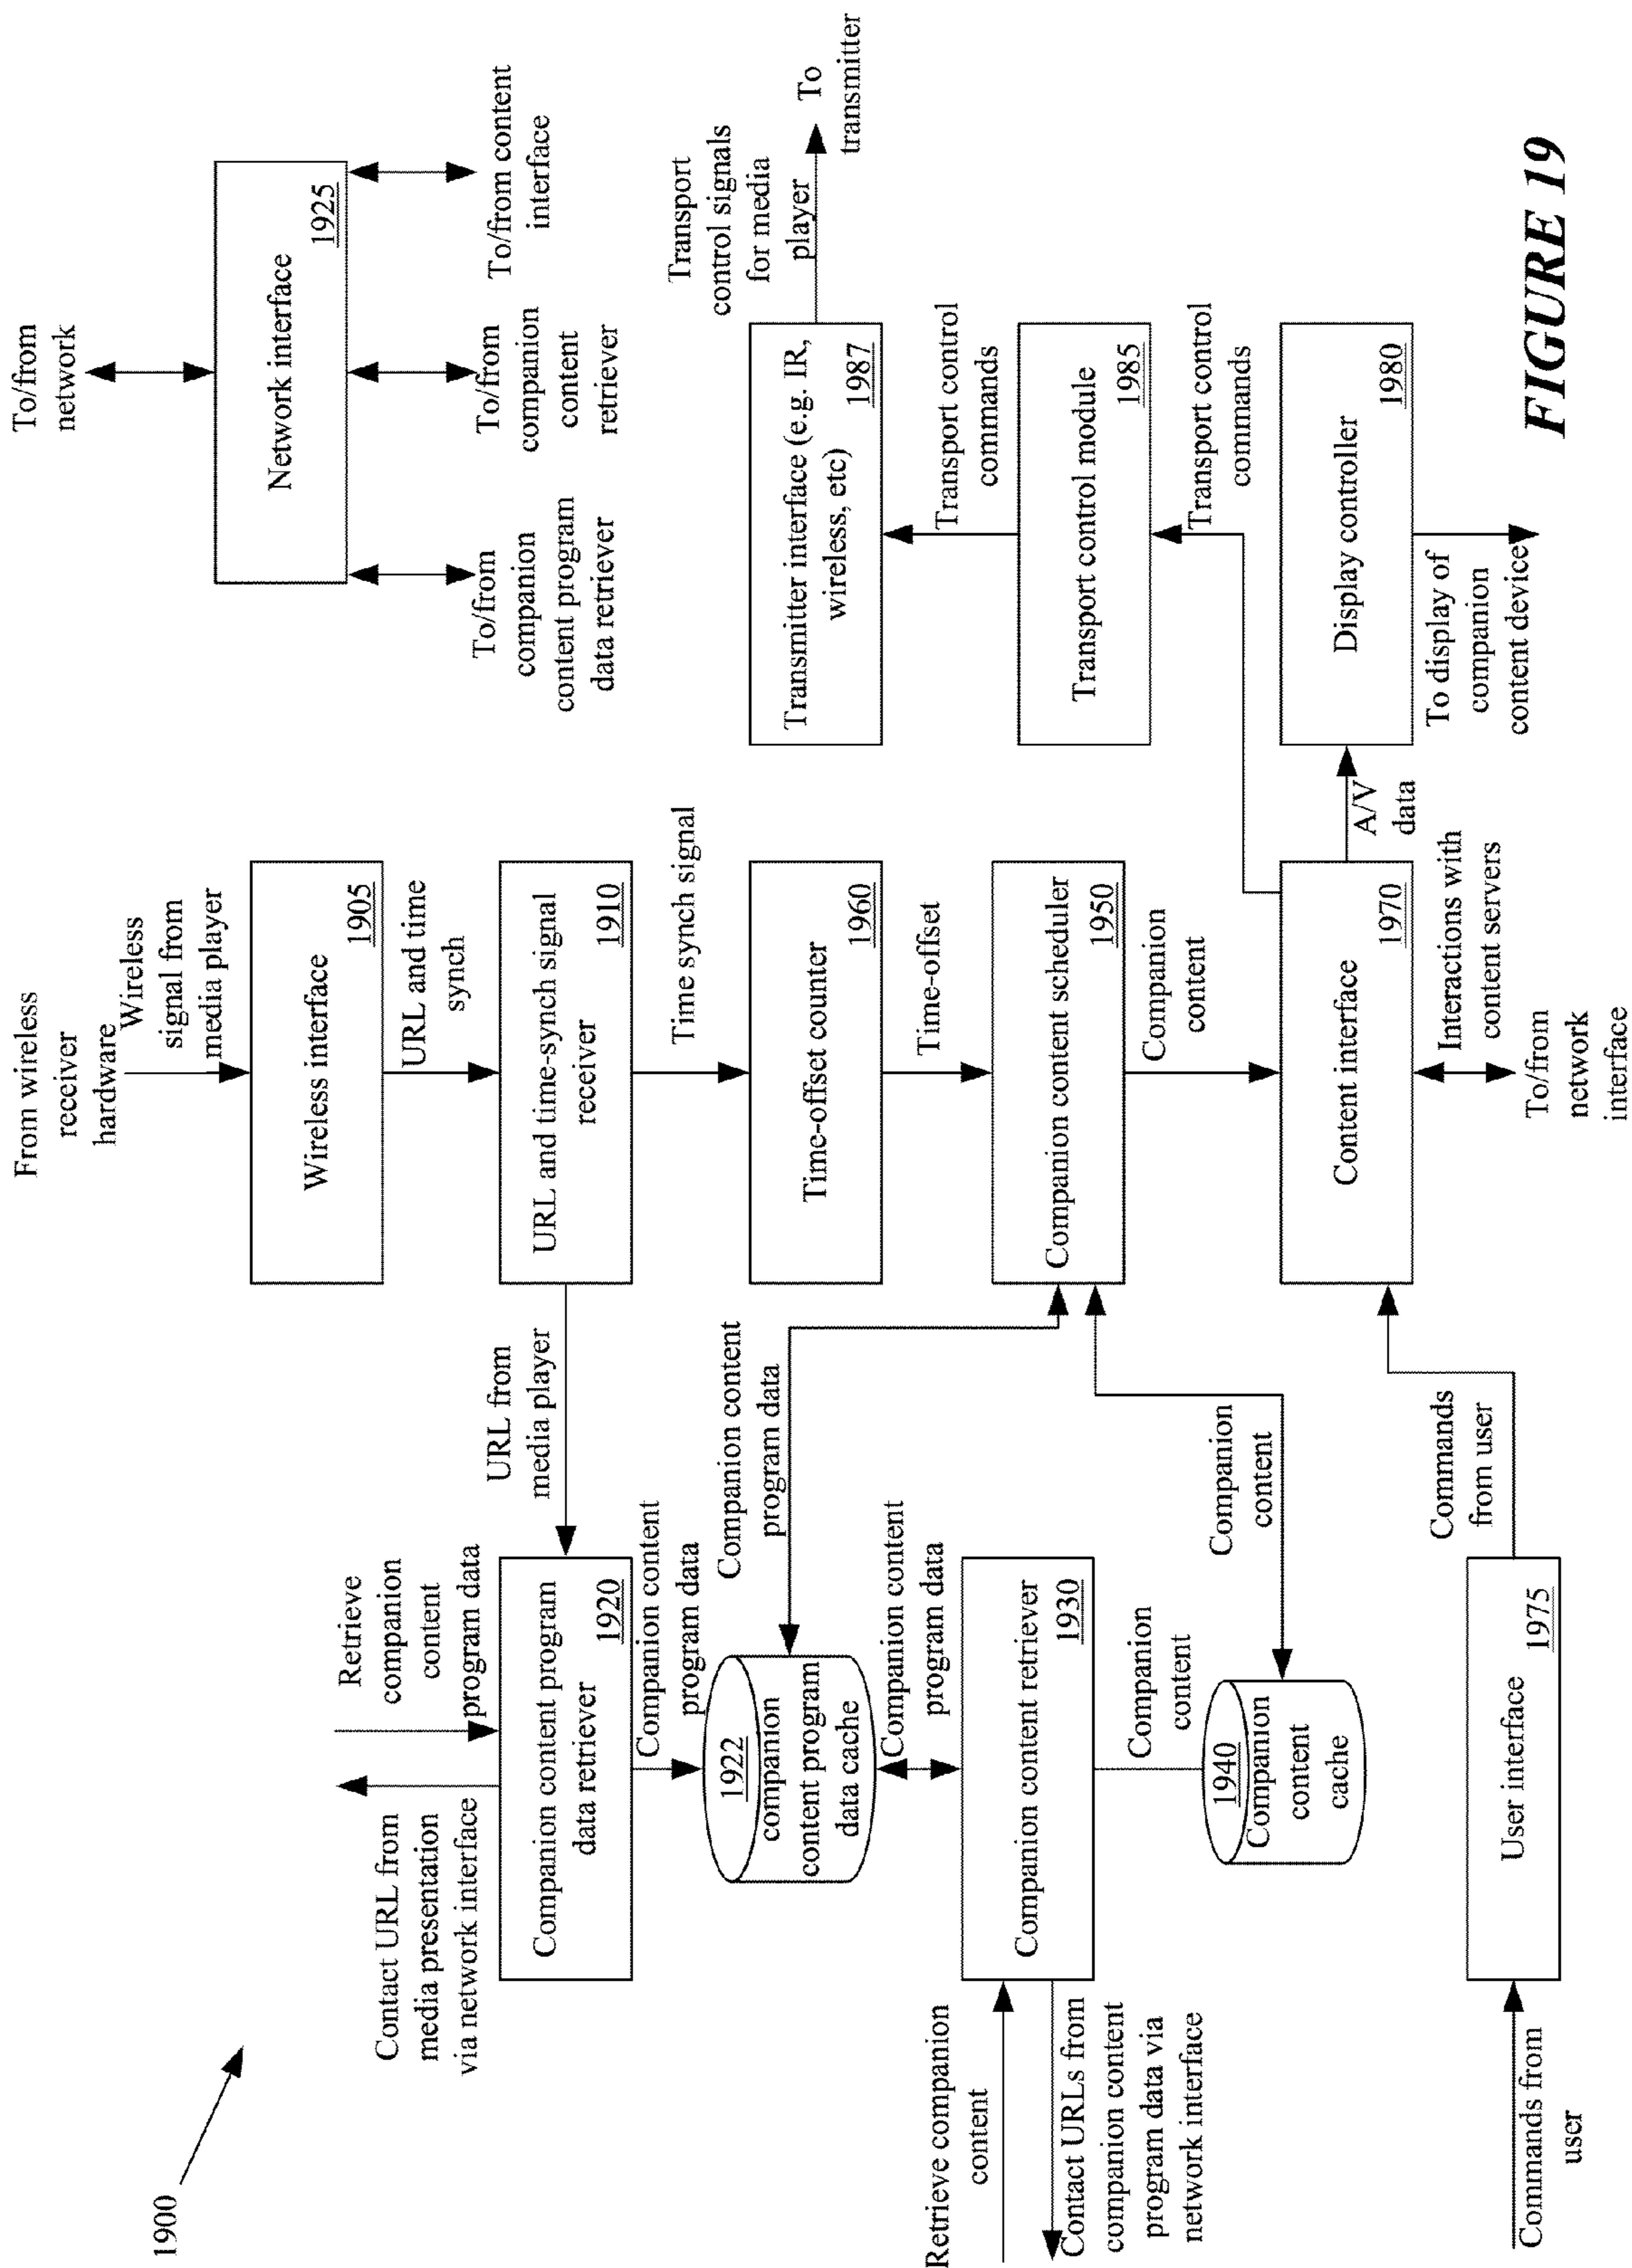 1900
From wireless
receiver
hardware
Wireless
signal from
media player
Wireless interface
1905
URL and time
synch
URL and time-synch signal
receiver
1910
Time synch signal
Time-offset counter
1960
Time-offset
Companion content scheduler
1950
Companion
content
Content interface
1970
Interactions with
content servers
To/from
network
interface
A/V
data
URL from
media player
Contact URL from
media presentation
via network interface
Retrieve
companion
content
program data
Companion content program
data retriever
1920
Companion content
program data
1922
companion
content program
data cache
Companion content
program data
Companion content
program data
Companion content retriever
1930
Retrieve companion
content
Contact URLs from
companion content
program data via
network interface
Companion
content
1940
Companion
content
cache
Companion
content
User interface
1975
Commands from
user
Commands
from user
To/from
network
Network interface
1925
To/from
companion
content program
data retriever
To/from
companion
content
retriever
To/from content
interface
Transport
control signals
for media
player
To
transmitter
Transmitter interface (e.g. IR,
wireless, etc)
1987
Transport control
commands
Transport control module
1985
Transport control
commands
Display controller
1980
To display of
companion
content device
FIGURE 19